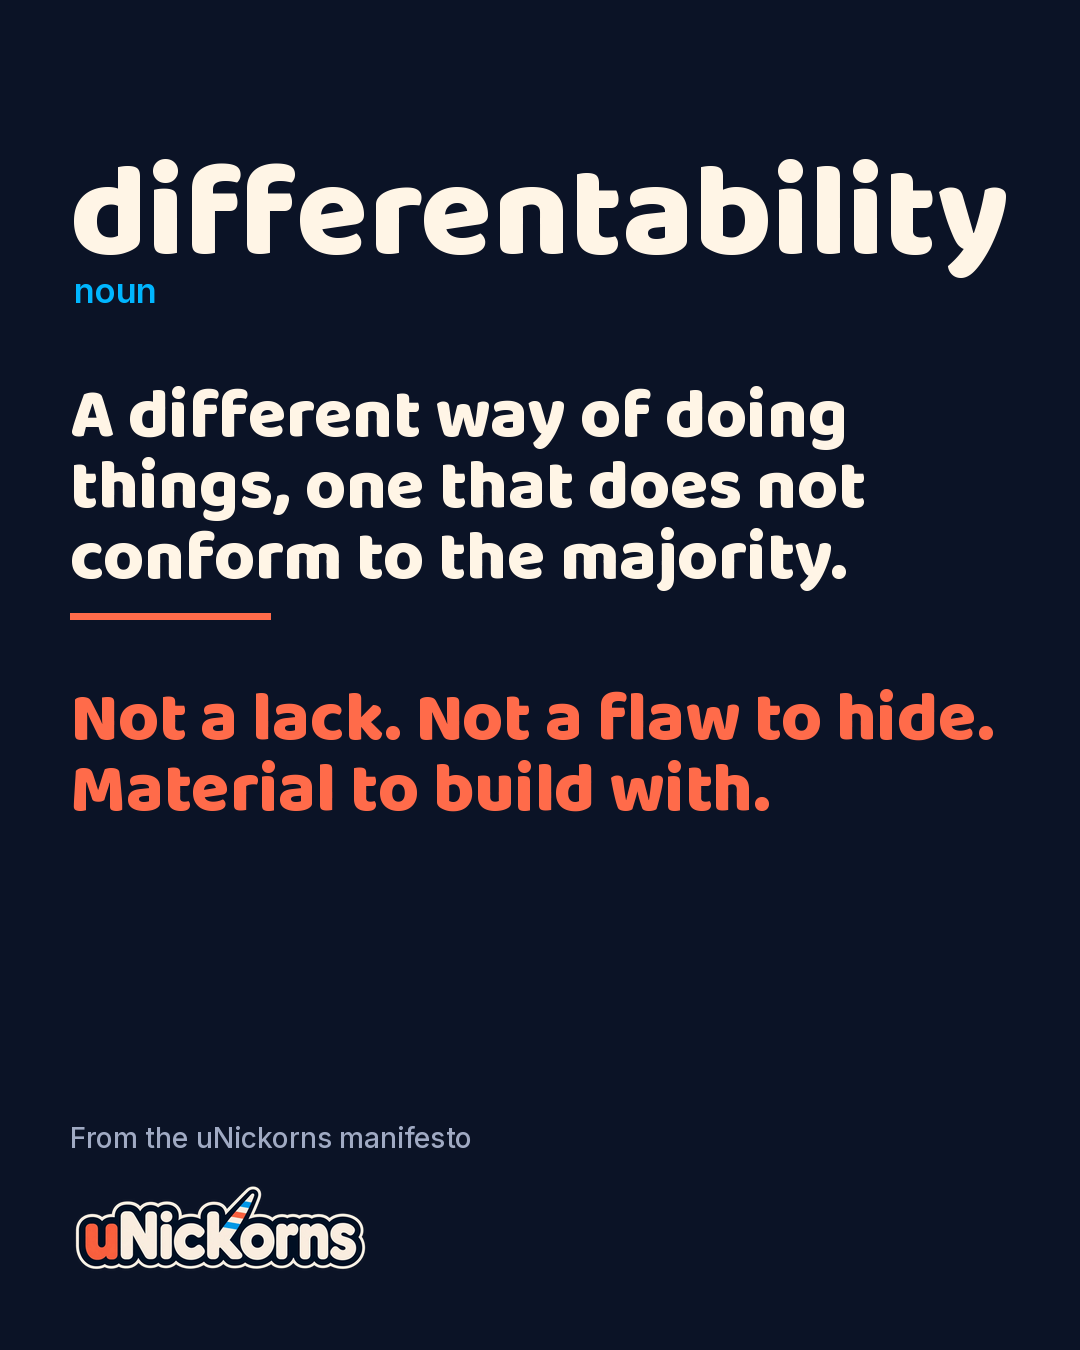 differentability
noun
A different way of doing
things, one that does not
conform to the majority.
Not a lack. Not a flaw to hide.
Material to build with.
From the uNickorns manifesto
uNickorns